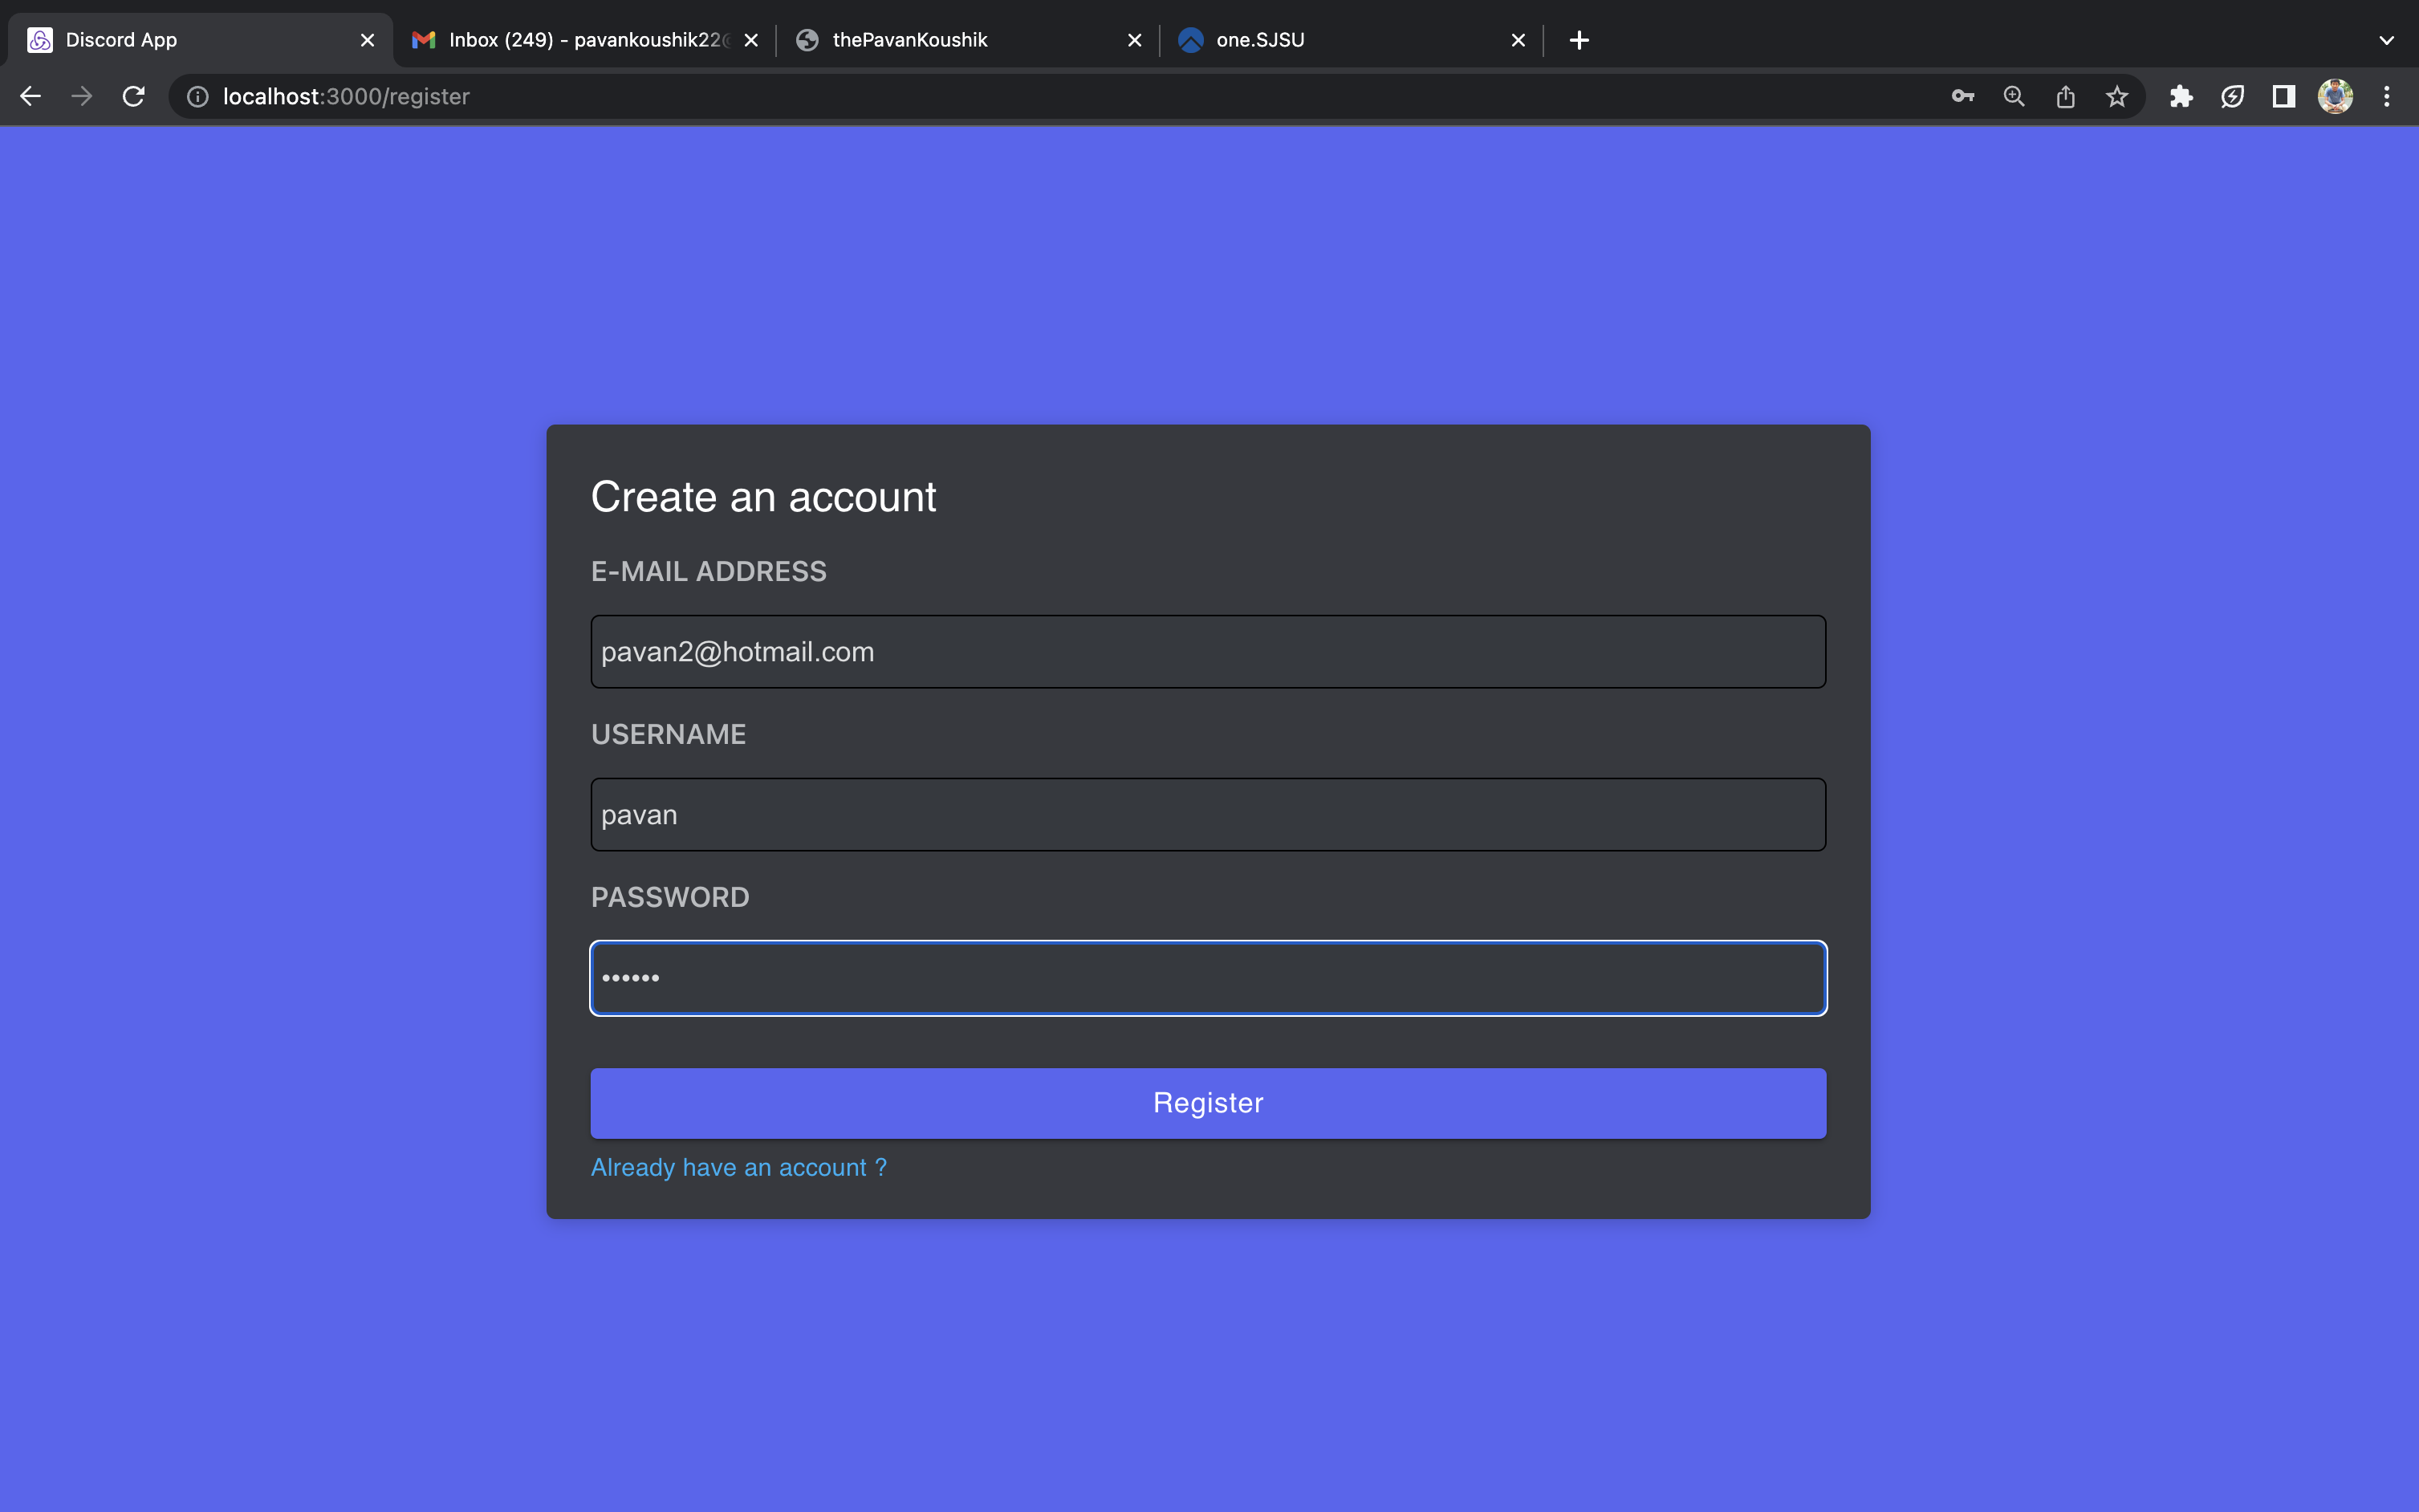 Discord App
Inbox (249) - pavankoushik22
thePavanKoushik
one.SJSU
localhost:3000/register
Create an account
E-MAIL ADDRESS
pavan2@hotmail.com
USERNAME
pavan
PASSWORD
••••••
Register
Already have an account ?